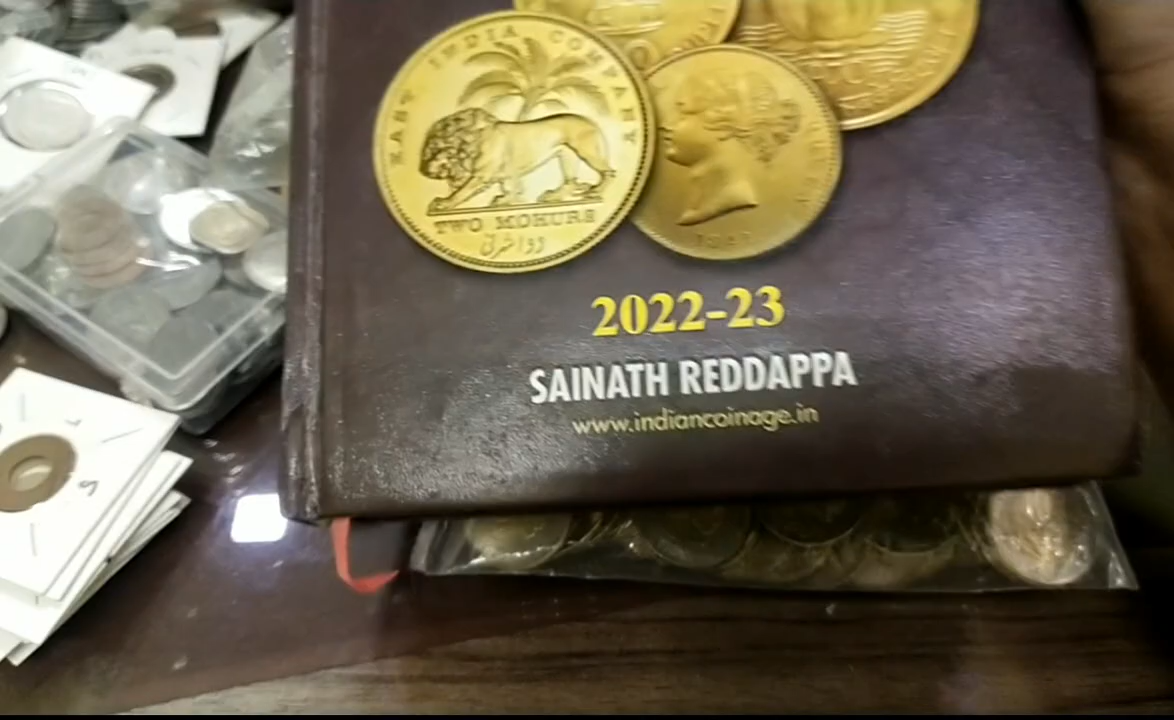 EAST INDIA COMPANY
TWO MOHURS
دو اشرفی
2022-23
SAINATH REDDAPPA
www.indiancoinage.in